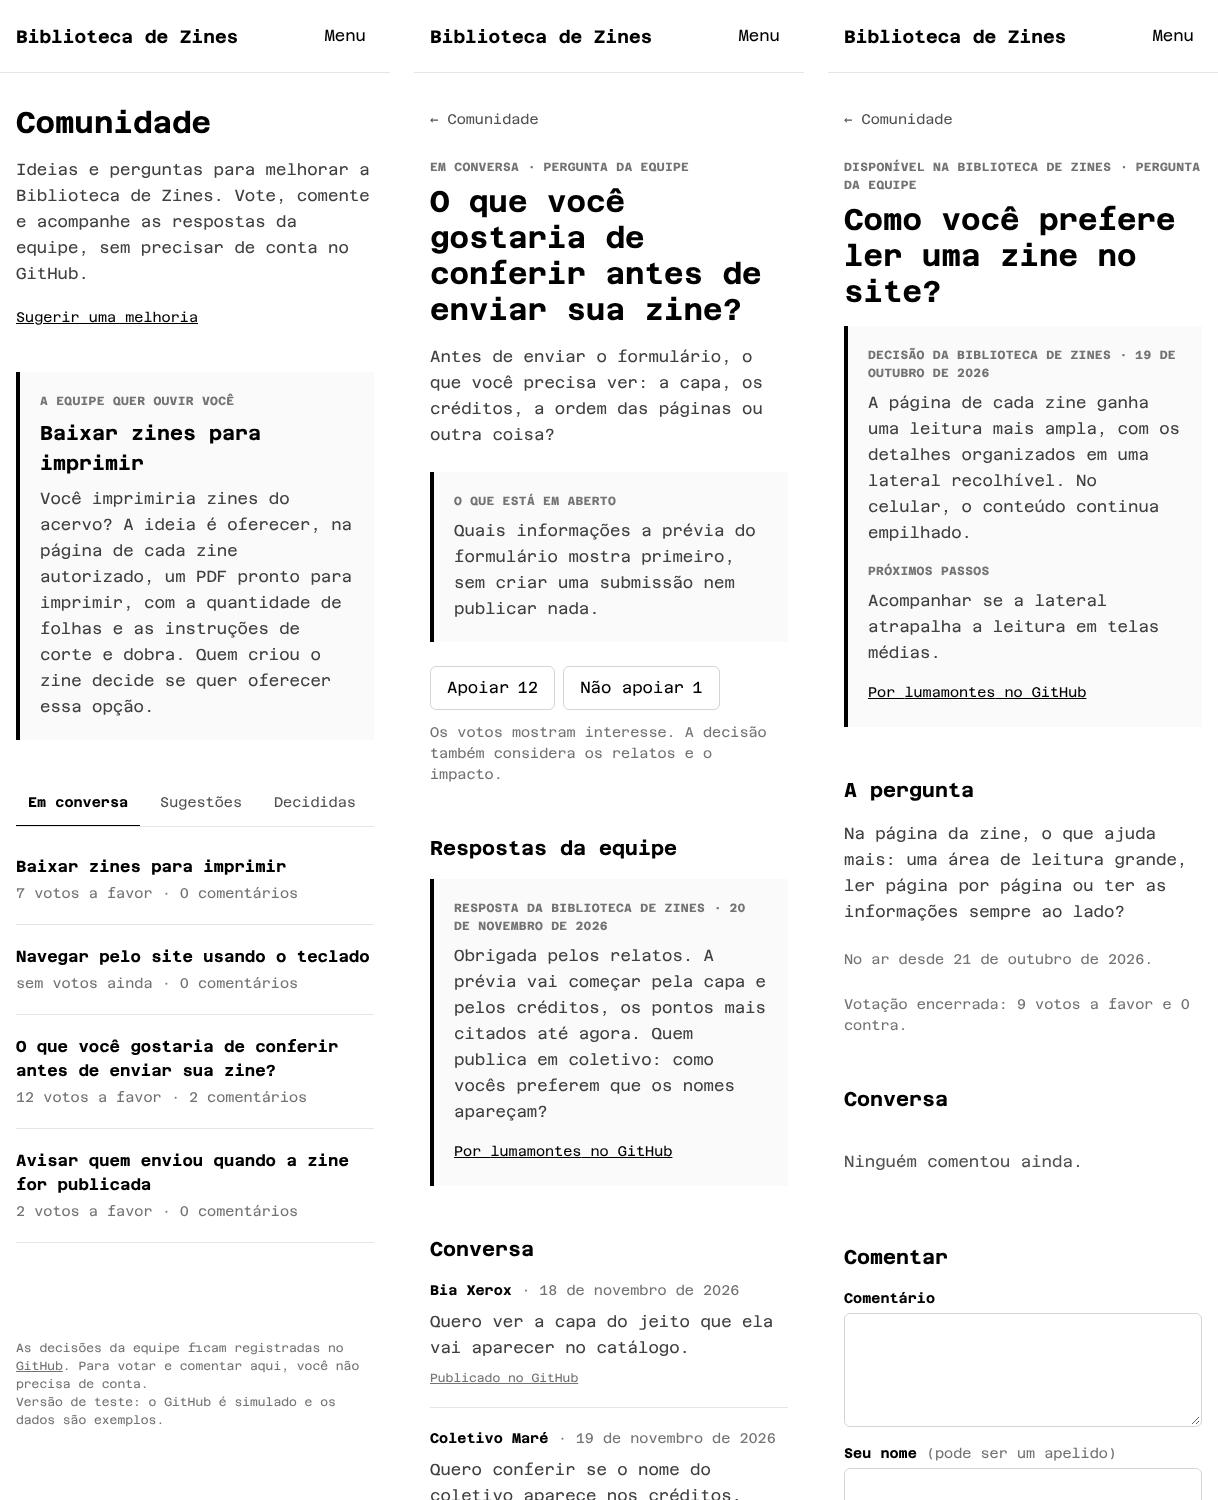 Biblioteca de Zines
Menu
Comunidade
Ideias e perguntas para melhorar a
Biblioteca de Zines. Vote, comente
e acompanhe as respostas da
equipe, sem precisar de conta no
GitHub.
Sugerir uma melhoria
A EQUIPE QUER OUVIR VOCÊ
Baixar zines para
imprimir
Você imprimiria zines do
acervo? A ideia é oferecer, na
página de cada zine
autorizado, um PDF pronto para
imprimir, com a quantidade de
folhas e as instruções de
corte e dobra. Quem criou o
zine decide se quer oferecer
essa opção.
Em conversa
Sugestões
Decididas
Baixar zines para imprimir
7 votos a favor · 0 comentários
Navegar pelo site usando o teclado
sem votos ainda · 0 comentários
O que você gostaria de conferir
antes de enviar sua zine?
12 votos a favor · 2 comentários
Avisar quem enviou quando a zine
for publicada
2 votos a favor · 0 comentários
As decisões da equipe ficam registradas no
GitHub. Para votar e comentar aqui, você não
precisa de conta.
Versão de teste: o GitHub é simulado e os
dados são exemplos.
Biblioteca de Zines
Menu
← Comunidade
EM CONVERSA · PERGUNTA DA EQUIPE
O que você
gostaria de
conferir antes de
enviar sua zine?
Antes de enviar o formulário, o
que você precisa ver: a capa, os
créditos, a ordem das páginas ou
outra coisa?
O QUE ESTÁ EM ABERTO
Quais informações a prévia do
formulário mostra primeiro,
sem criar uma submissão nem
publicar nada.
Apoiar 12
Não apoiar 1
Os votos mostram interesse. A decisão
também considera os relatos e o
impacto.
Respostas da equipe
RESPOSTA DA BIBLIOTECA DE ZINES · 20
DE NOVEMBRO DE 2026
Obrigada pelos relatos. A
prévia vai começar pela capa e
pelos créditos, os pontos mais
citados até agora. Quem
publica em coletivo: como
vocês preferem que os nomes
apareçam?
Por lumamontes no GitHub
Conversa
Bia Xerox · 18 de novembro de 2026
Quero ver a capa do jeito que ela
vai aparecer no catálogo.
Publicado no GitHub
Coletivo Maré · 19 de novembro de 2026
Quero conferir se o nome do
coletivo aparece nos créditos.
Biblioteca de Zines
Menu
← Comunidade
DISPONÍVEL NA BIBLIOTECA DE ZINES · PERGUNTA
DA EQUIPE
Como você prefere
ler uma zine no
site?
DECISÃO DA BIBLIOTECA DE ZINES · 19 DE
OUTUBRO DE 2026
A página de cada zine ganha
uma leitura mais ampla, com os
detalhes organizados em uma
lateral recolhível. No
celular, o conteúdo continua
empilhado.
PRÓXIMOS PASSOS
Acompanhar se a lateral
atrapalha a leitura em telas
médias.
Por lumamontes no GitHub
A pergunta
Na página da zine, o que ajuda
mais: uma área de leitura grande,
ler página por página ou ter as
informações sempre ao lado?
No ar desde 21 de outubro de 2026.
Votação encerrada: 9 votos a favor e 0
contra.
Conversa
Ninguém comentou ainda.
Comentar
Comentário
Seu nome (pode ser um apelido)